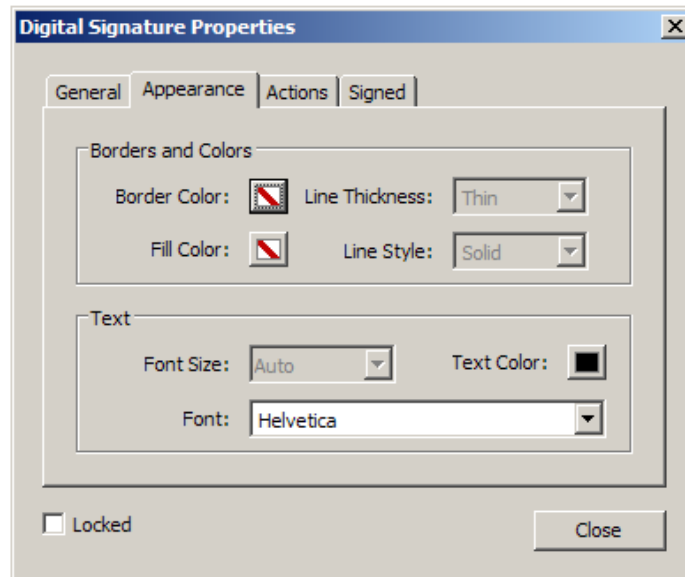 Digital Signature Properties
General Appearance Actions Signed
Borders and Colors
Border Color: Line Thickness: Thin
Fill Color: Line Style: Solid
Text
Font Size: Auto Text Color:
Font: Helvetica
Locked
Close